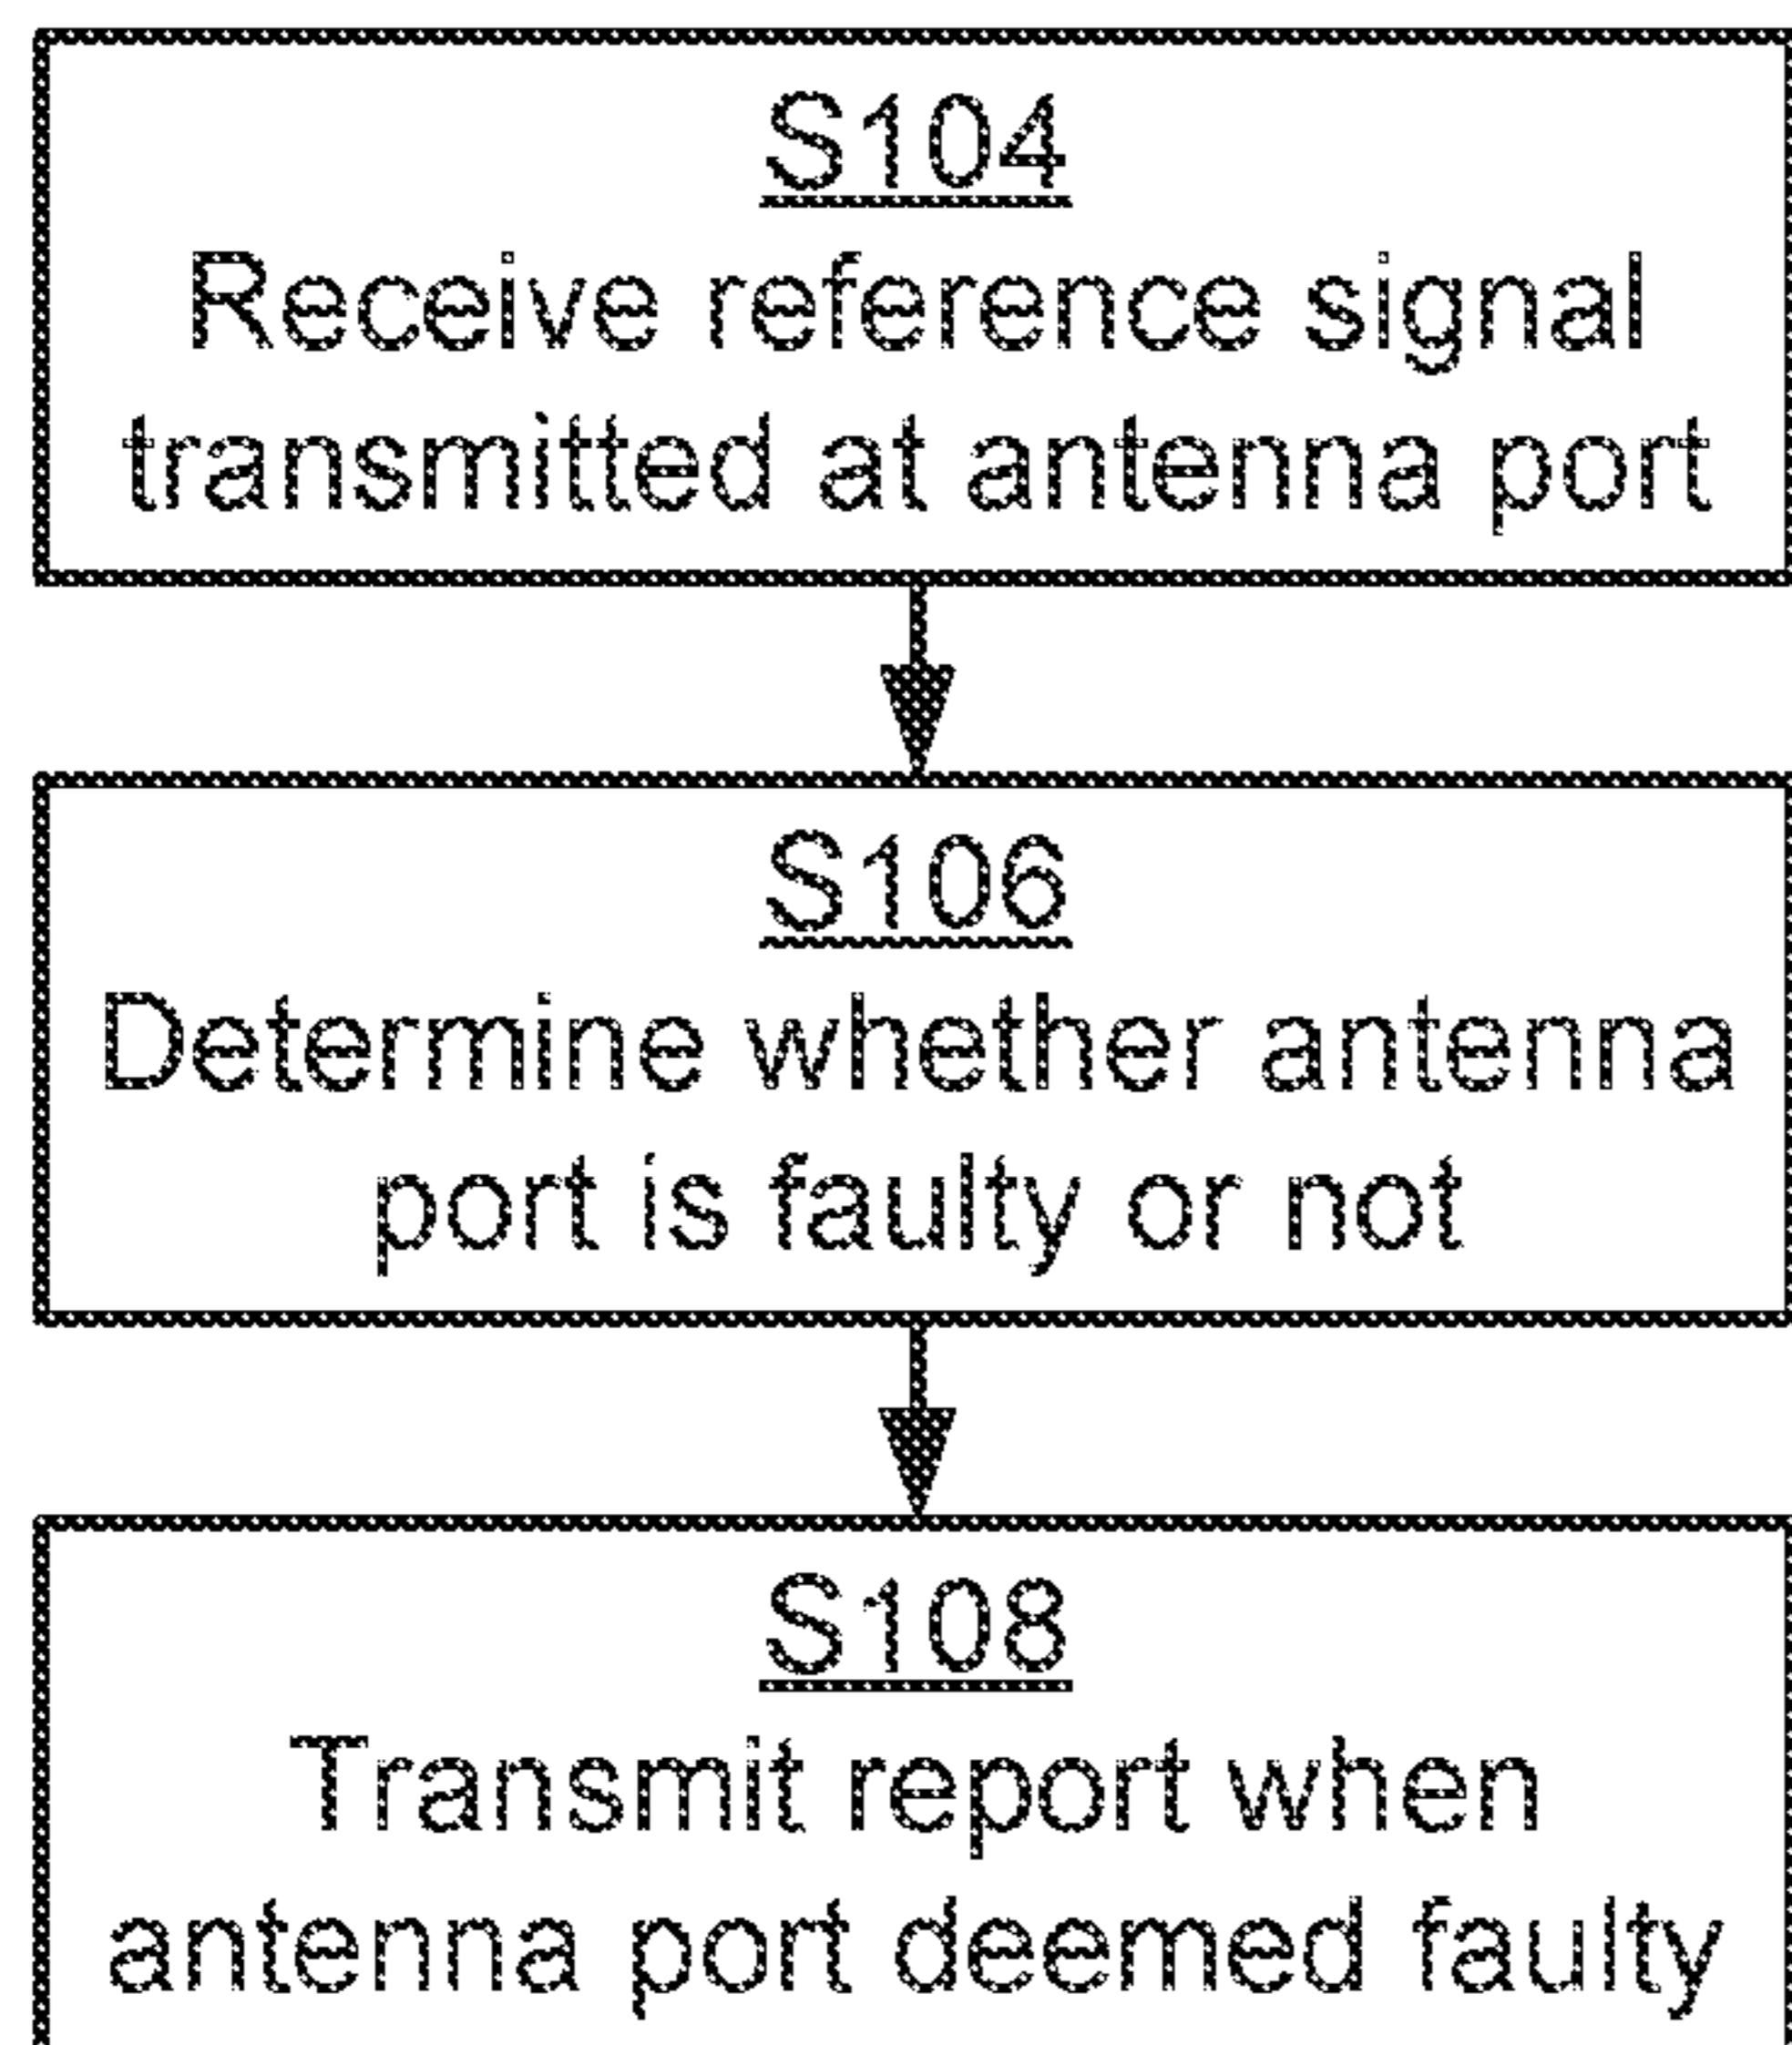 S104
Receive reference signal
transmitted at antenna port
S106
Determine whether antenna
port is faulty or not
S108
Transmit report when
antenna port deemed faulty